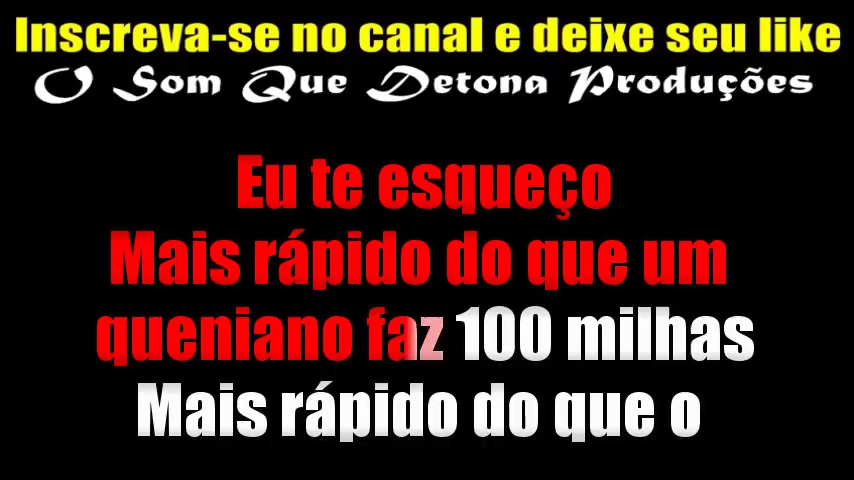 Inscreva-se no canal e deixe seu like
O Som Que Detona Produções
Eu te esqueço
Mais rápido do que um
queniano faz 100 milhas
Mais rápido do que o